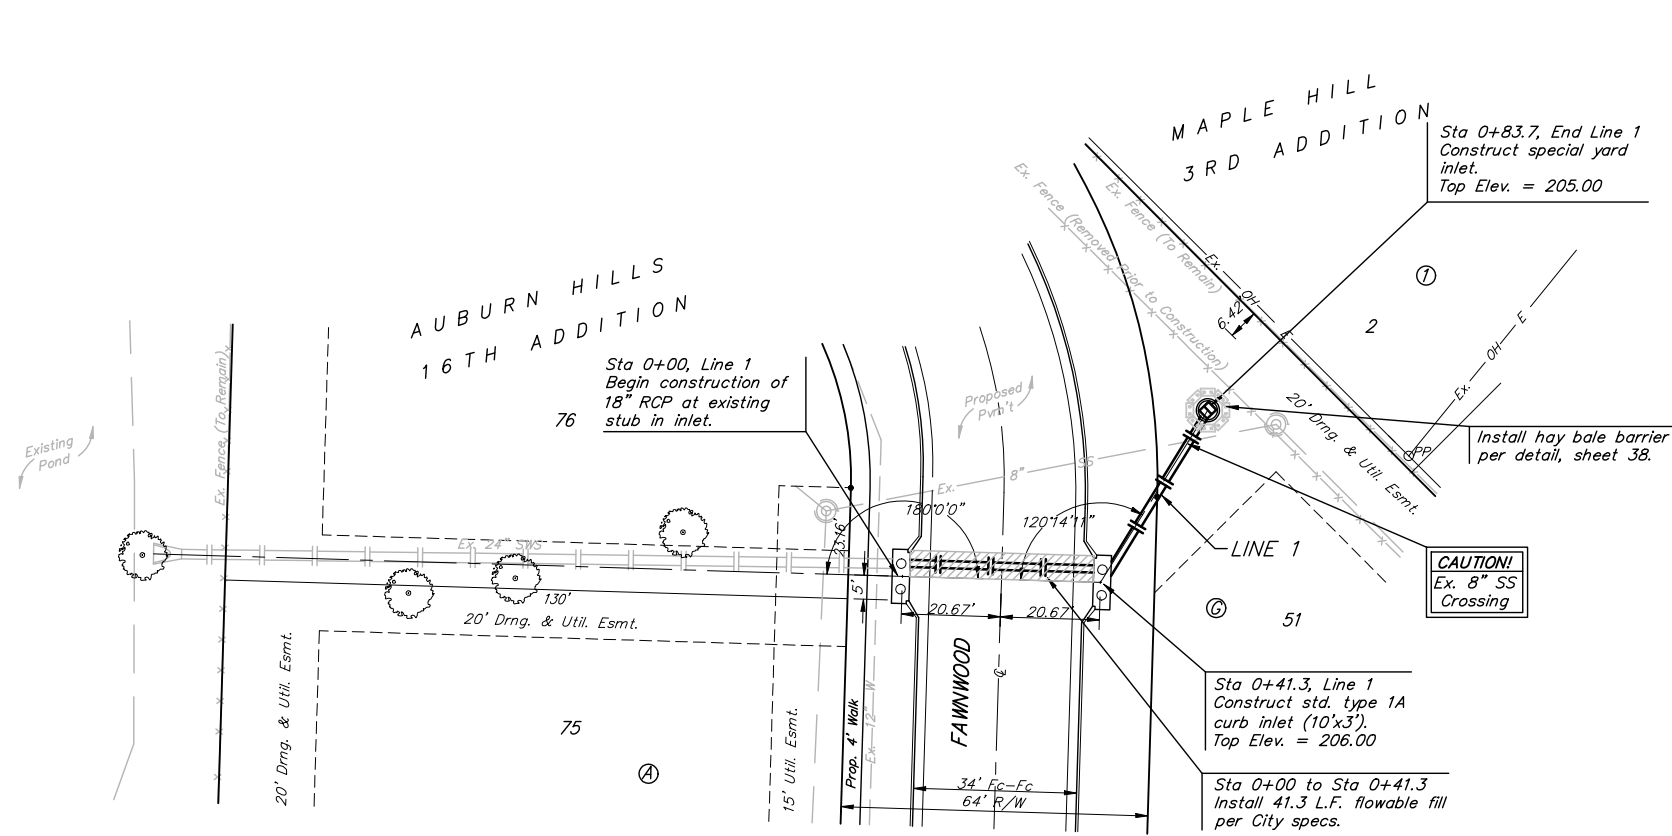 MAPLE HILL
3RD ADDITION
Sta 0+83.7, End Line 1
Construct special yard
inlet.
Top Elev. = 205.00
Ex. Fence (Removed Prior to Construction)
Ex. Fence (To Remain)
Ex.
OH
E
6.42'
1
2
Ex.
OH
E
AUBURN HILLS
16TH ADDITION
Sta 0+00, Line 1
Begin construction of
18" RCP at existing
stub in inlet.
76
Existing
Pond
Ex. Fence (To Remain)
Proposed
Pvm't
20' Drng. & Util. Esmt.
PP
Install hay bale barrier
per detail, sheet 38.
Ex.
8"
SS
180°0'0"
120°14'11"
23.16'
Ex. 24" SWS
LINE 1
CAUTION!
Ex. 8" SS
Crossing
130'
5'
20' Drng. & Util. Esmt.
20.67'
20.67'
G
51
20' Drng. & Util. Esmt.
75
A
15' Util. Esmt.
Prop. 4' Walk
Ex. 12" W
FAWNWOOD
℄
Sta 0+41.3, Line 1
Construct std. type 1A
curb inlet (10'x3').
Top Elev. = 206.00
34' Fc-Fc
64' R/W
Sta 0+00 to Sta 0+41.3
Install 41.3 L.F. flowable fill
per City specs.